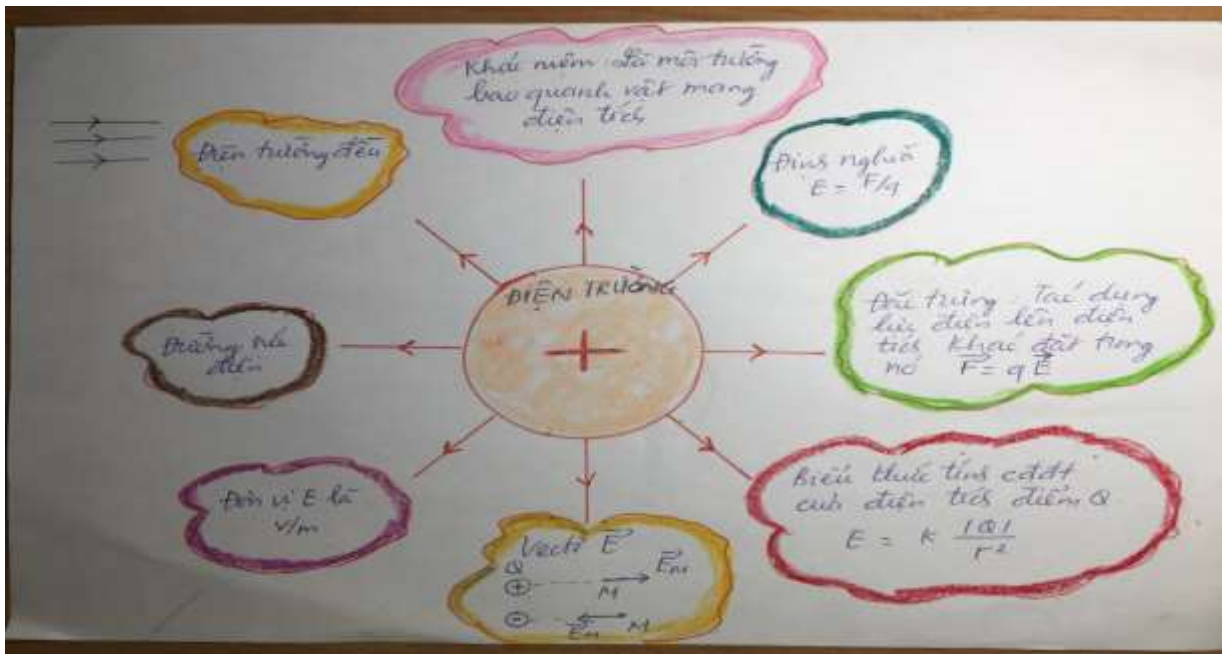 Khái niệm Là môi trường
bao quanh vật mang
điện tích
Điện trường đều
Định nghĩa
E = F/q
ĐIỆN TRƯỜNG
+
Đặc trưng. Tác dụng
lực điện lên điện
tích khác đặt trong
nó F = qE
Đường sức
điện
Đơn vị E là
V/m
Biểu thức tính cđđt
của điện tích điểm Q
E = K |Q|/r²
Vectơ E
Q
+ M E_M
- E_M M